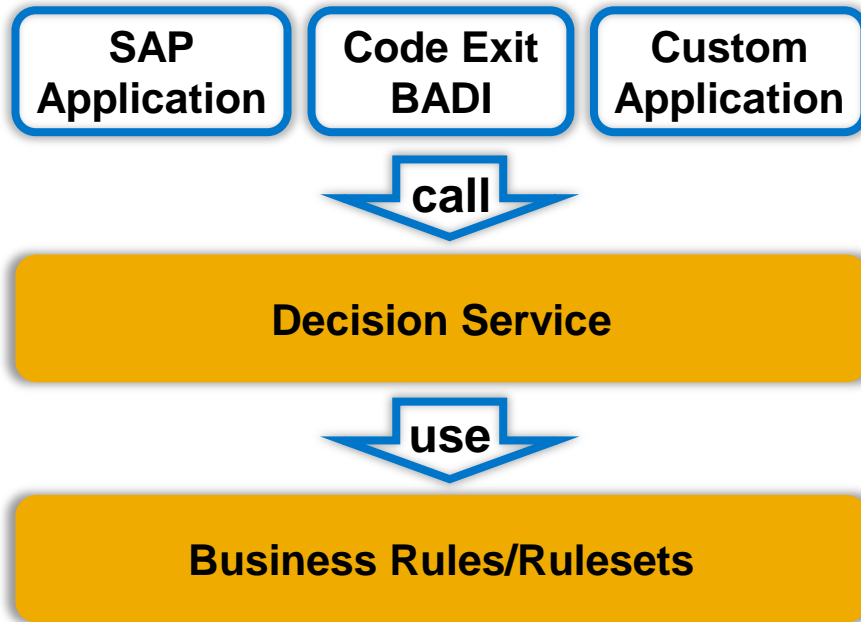 SAP
Application
Code Exit
BADI
Custom
Application
call
Decision Service
use
Business Rules/Rulesets